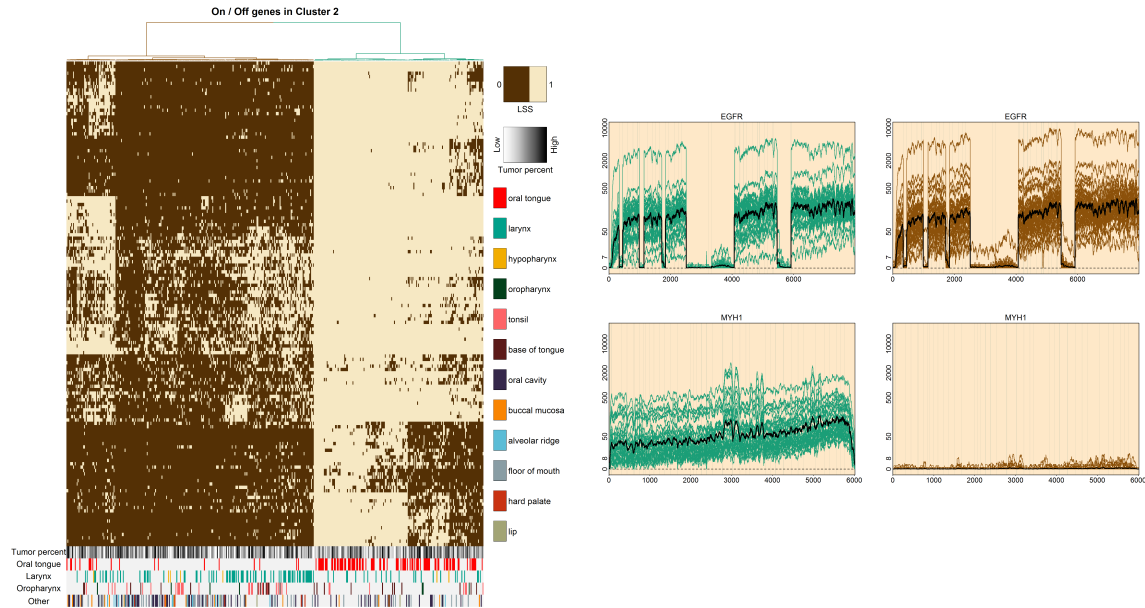 On / Off genes in Cluster 2
0
1
LSS
Low
High
Tumor percent
oral tongue
larynx
hypopharynx
oropharynx
tonsil
base of tongue
oral cavity
buccal mucosa
alveolar ridge
floor of mouth
hard palate
lip
Tumor percent
Oral tongue
Larynx
Oropharynx
Other
EGFR
10000
2000
500
50
7
0
0 2000 4000 6000
EGFR
10000
2000
500
50
7
0
0 2000 4000 6000
MYH1
10000
2000
500
50
8
0
0 1000 2000 3000 4000 5000 6000
MYH1
10000
2000
500
50
8
0
0 1000 2000 3000 4000 5000 6000